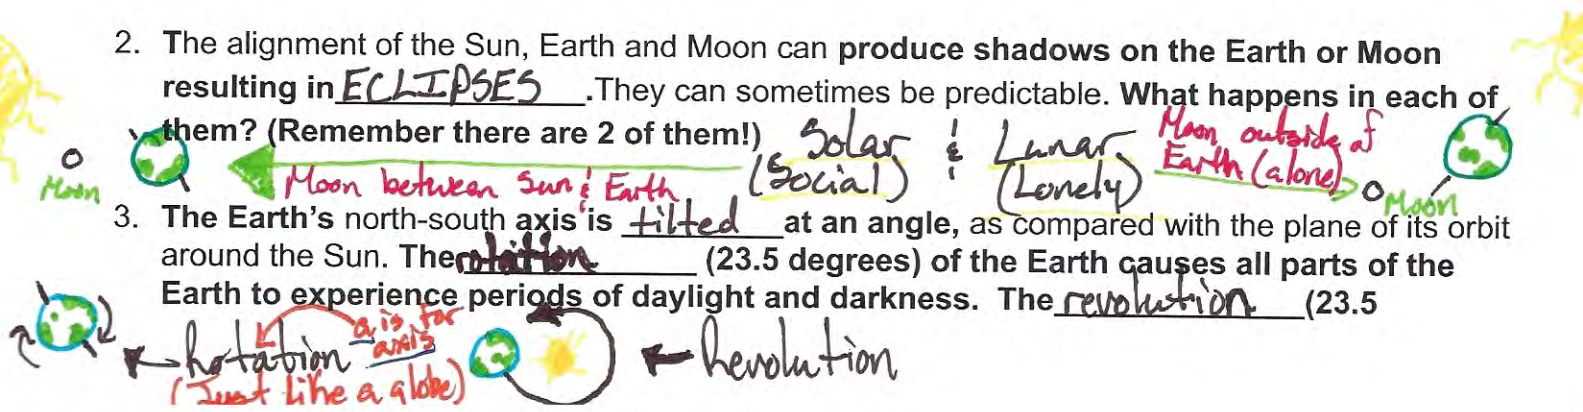 2. The alignment of the Sun, Earth and Moon can produce shadows on the Earth or Moon
resulting in ECLIPSES .They can sometimes be predictable. What happens in each of
them? (Remember there are 2 of them!) Solar & Lunar Moon outside of
Moon Moon between Sun & Earth (Social) (Lonely) Earth (alone) Moon
3. The Earth's north-south axis is tilted at an angle, as compared with the plane of its orbit
around the Sun. The rotation (23.5 degrees) of the Earth causes all parts of the
Earth to experience periods of daylight and darkness. The revolution (23.5
Rotation a is for axis Revolution
(Just like a globe)